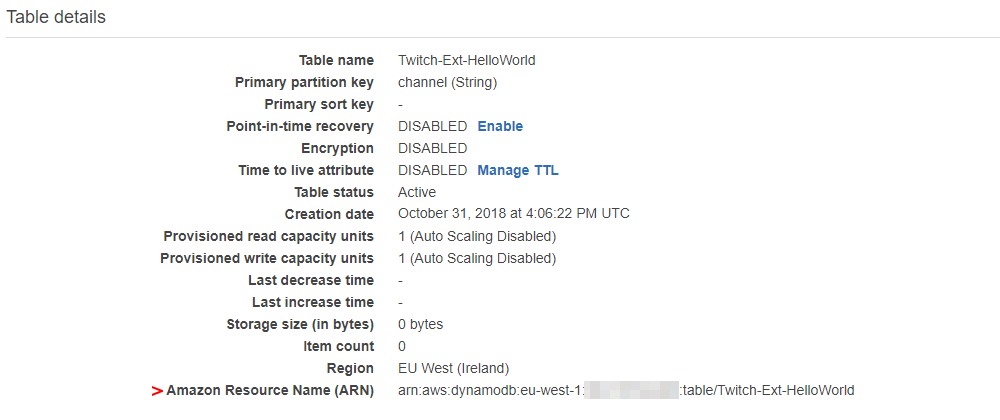 Table details
Table name Twitch-Ext-HelloWorld
Primary partition key channel (String)
Primary sort key -
Point-in-time recovery DISABLED Enable
Encryption DISABLED
Time to live attribute DISABLED Manage TTL
Table status Active
Creation date October 31, 2018 at 4:06:22 PM UTC
Provisioned read capacity units 1 (Auto Scaling Disabled)
Provisioned write capacity units 1 (Auto Scaling Disabled)
Last decrease time -
Last increase time -
Storage size (in bytes) 0 bytes
Item count 0
Region EU West (Ireland)
> Amazon Resource Name (ARN) arn:aws:dynamodb:eu-west-1: :table/Twitch-Ext-HelloWorld